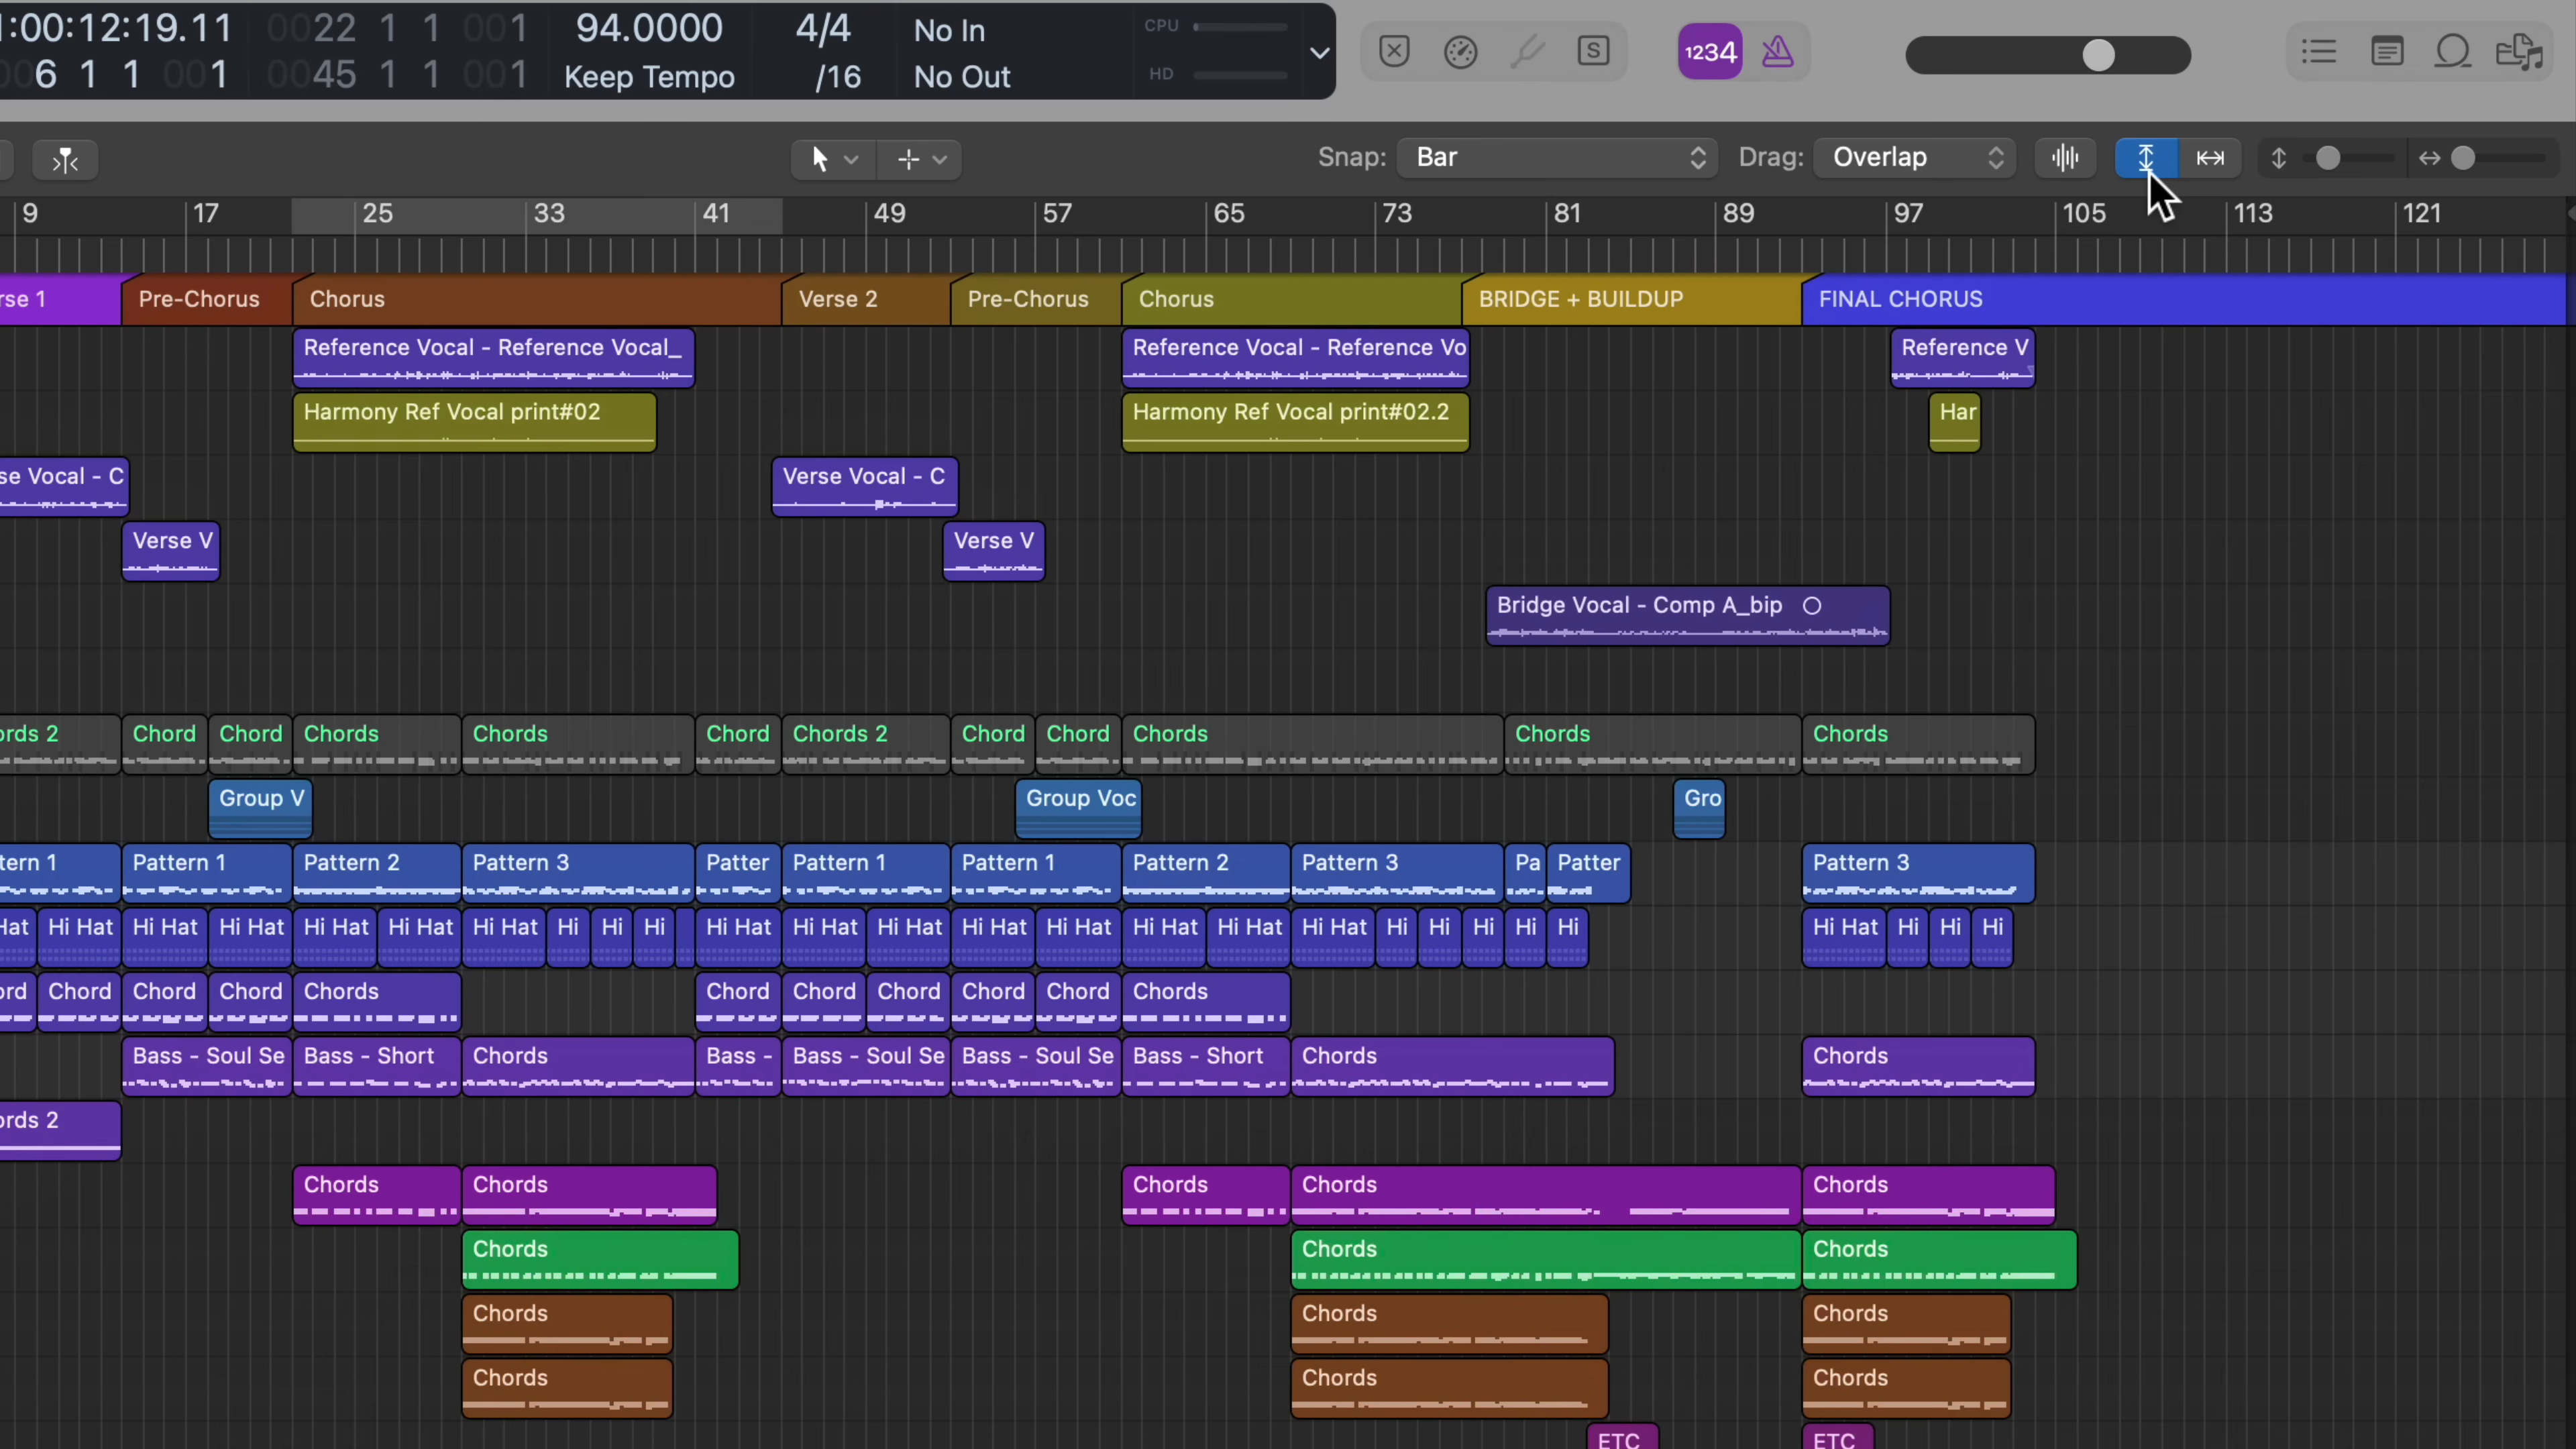 1:00:12:19.11 0022 1 1 001 94.0000 4/4 No In CPU
006 1 1 001 0045 1 1 001 Keep Tempo /16 No Out HD
S 1234
Snap: Bar Drag: Overlap
9 17 25 33 41 49 57 65 73 81 89 97 105 113 121
rse 1 Pre-Chorus Chorus Verse 2 Pre-Chorus Chorus BRIDGE + BUILDUP FINAL CHORUS
Reference Vocal - Reference Vocal_ Reference Vocal - Reference Vo Reference V
Harmony Ref Vocal print#02 Harmony Ref Vocal print#02.2 Har
se Vocal - C Verse Vocal - C
Verse V Verse V
Bridge Vocal - Comp A_bip
ords 2 Chord Chord Chords Chords Chord Chords 2 Chord Chord Chords Chords Chords
Group V Group Voc Gro
tern 1 Pattern 1 Pattern 2 Pattern 3 Patter Pattern 1 Pattern 1 Pattern 2 Pattern 3 Pa Patter Pattern 3
Hat Hi Hat Hi Hat Hi Hat Hi Hat Hi Hat Hi Hat Hi Hi Hi Hi Hat Hi Hat Hi Hat Hi Hat Hi Hat Hi Hat Hi Hat Hi Hat Hi Hi Hi Hi Hi Hi Hat Hi Hi Hi
ord Chord Chord Chord Chords Chord Chord Chord Chord Chord Chords
Bass - Soul Se Bass - Short Chords Bass - Bass - Soul Se Bass - Soul Se Bass - Short Chords Chords
ords 2
Chords Chords Chords Chords Chords
Chords Chords Chords
Chords Chords Chords
Chords Chords Chords
ETC ETC